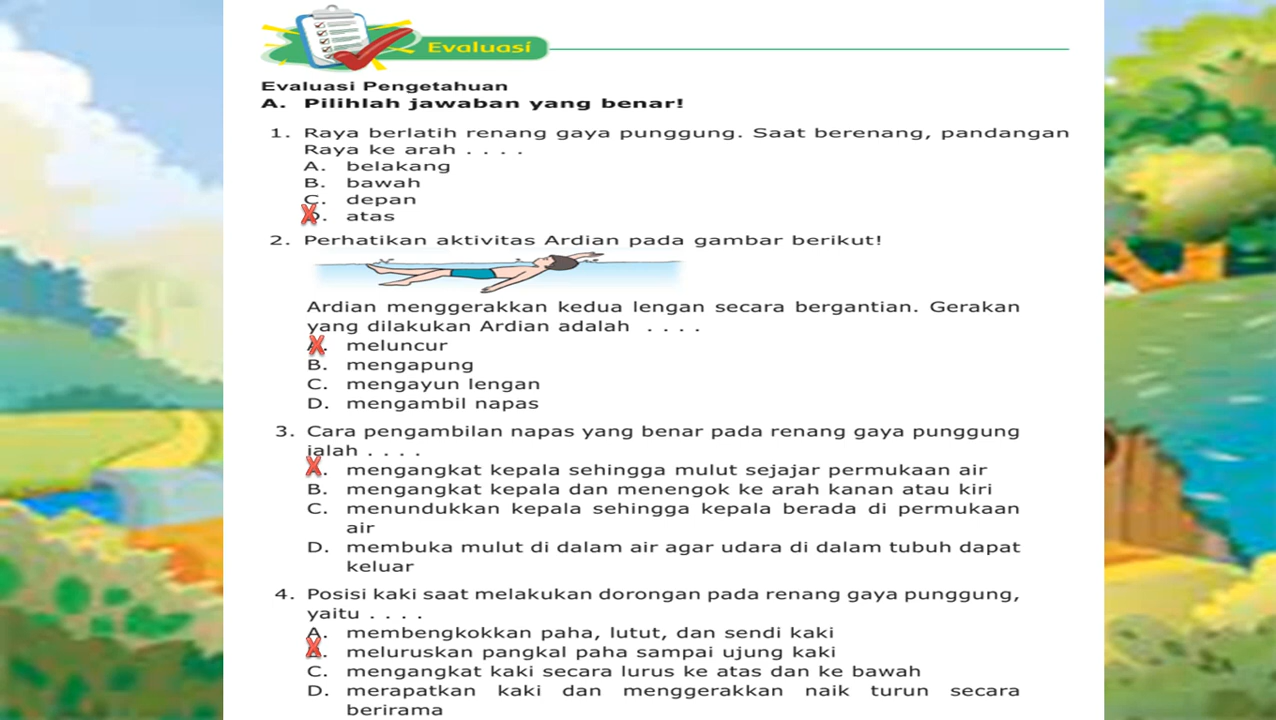 Evaluasi
Evaluasi Pengetahuan
A. Pilihlah jawaban yang benar!
1. Raya berlatih renang gaya punggung. Saat berenang, pandangan
Raya ke arah . . . .
A. belakang
B. bawah
C. depan
D. atas
2. Perhatikan aktivitas Ardian pada gambar berikut!
Ardian menggerakkan kedua lengan secara bergantian. Gerakan
yang dilakukan Ardian adalah . . . .
A. meluncur
B. mengapung
C. mengayun lengan
D. mengambil napas
3. Cara pengambilan napas yang benar pada renang gaya punggung
ialah . . . .
A. mengangkat kepala sehingga mulut sejajar permukaan air
B. mengangkat kepala dan menengok ke arah kanan atau kiri
C. menundukkan kepala sehingga kepala berada di permukaan
air
D. membuka mulut di dalam air agar udara di dalam tubuh dapat
keluar
4. Posisi kaki saat melakukan dorongan pada renang gaya punggung,
yaitu . . . .
A. membengkokkan paha, lutut, dan sendi kaki
B. meluruskan pangkal paha sampai ujung kaki
C. mengangkat kaki secara lurus ke atas dan ke bawah
D. merapatkan kaki dan menggerakkan naik turun secara
berirama